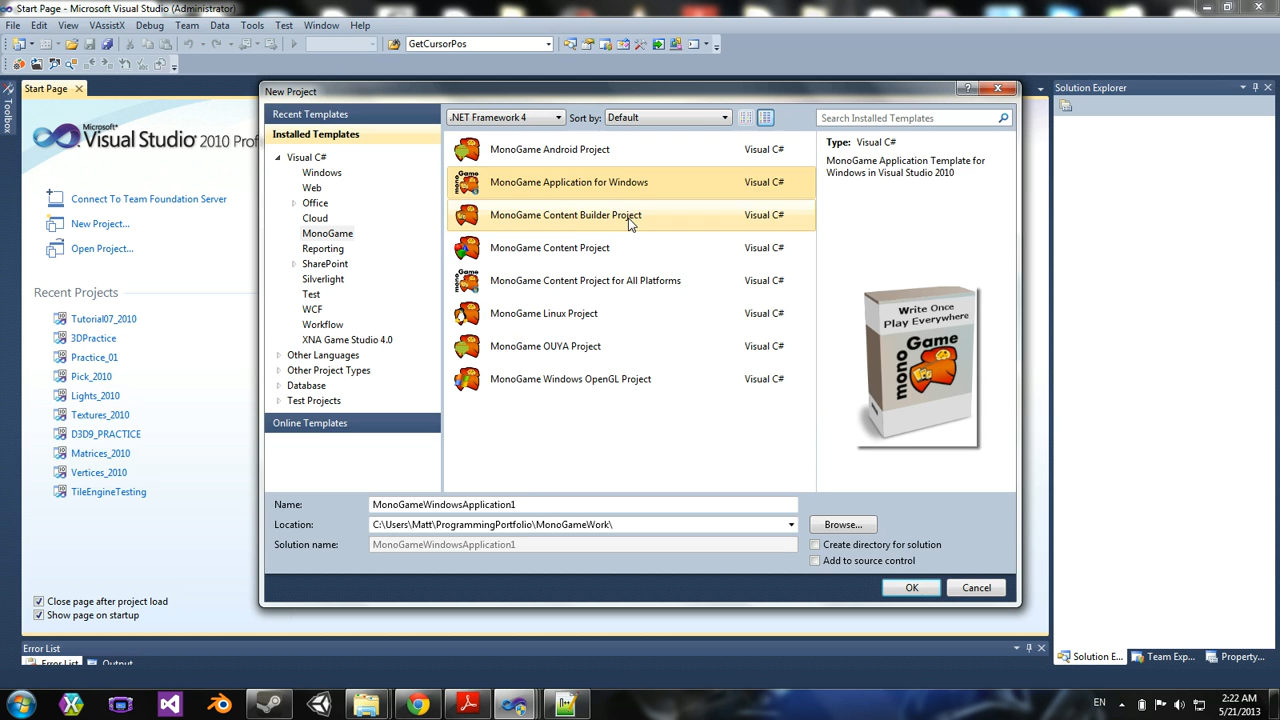 Start Page - Microsoft Visual Studio (Administrator)
File Edit View VAssistX Debug Team Data Tools Test Window Help
GetCursorPos
Toolbox
Start Page
Microsoft
Visual Studio 2010 Prof
Connect To Team Foundation Server
New Project...
Open Project...
Recent Projects
Tutorial07_2010
3DPractice
Practice_01
Pick_2010
Lights_2010
Textures_2010
D3D9_PRACTICE
Matrices_2010
Vertices_2010
TileEngineTesting
Close page after project load
Show page on startup
New Project
Recent Templates
Installed Templates
Visual C#
Windows
Web
Office
Cloud
MonoGame
Reporting
SharePoint
Silverlight
Test
WCF
Workflow
XNA Game Studio 4.0
Other Languages
Other Project Types
Database
Test Projects
Online Templates
.NET Framework 4 Sort by: Default
MonoGame Android Project Visual C#
MonoGame Application for Windows Visual C#
MonoGame Content Builder Project Visual C#
MonoGame Content Project Visual C#
MonoGame Content Project for All Platforms Visual C#
MonoGame Linux Project Visual C#
MonoGame OUYA Project Visual C#
MonoGame Windows OpenGL Project Visual C#
Search Installed Templates
Type: Visual C#
MonoGame Application Template for
Windows in Visual Studio 2010
Write Once
Play Everywhere
monoGame
Name: MonoGameWindowsApplication1
Location: C:\Users\Matt\ProgrammingPortfolio\MonoGameWork\
Browse...
Solution name: MonoGameWindowsApplication1
Create directory for solution
Add to source control
OK Cancel
Solution Explorer
Error List
Error List Output
Solution E... Team Exp... Property...
EN
2:22 AM
5/21/2013